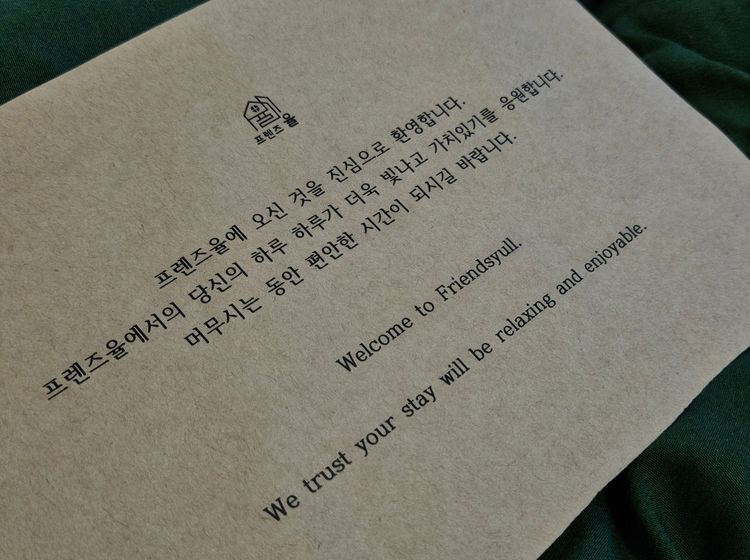 프렌즈율
프렌즈율에 오신 것을 진심으로 환영합니다.
프렌즈율에서의 당신의 하루 하루가 더욱 빛나고 가치있기를 응원합니다.
머무시는 동안 편안한 시간이 되시길 바랍니다.
Welcome to Friendsyull.
We trust your stay will be relaxing and enjoyable.